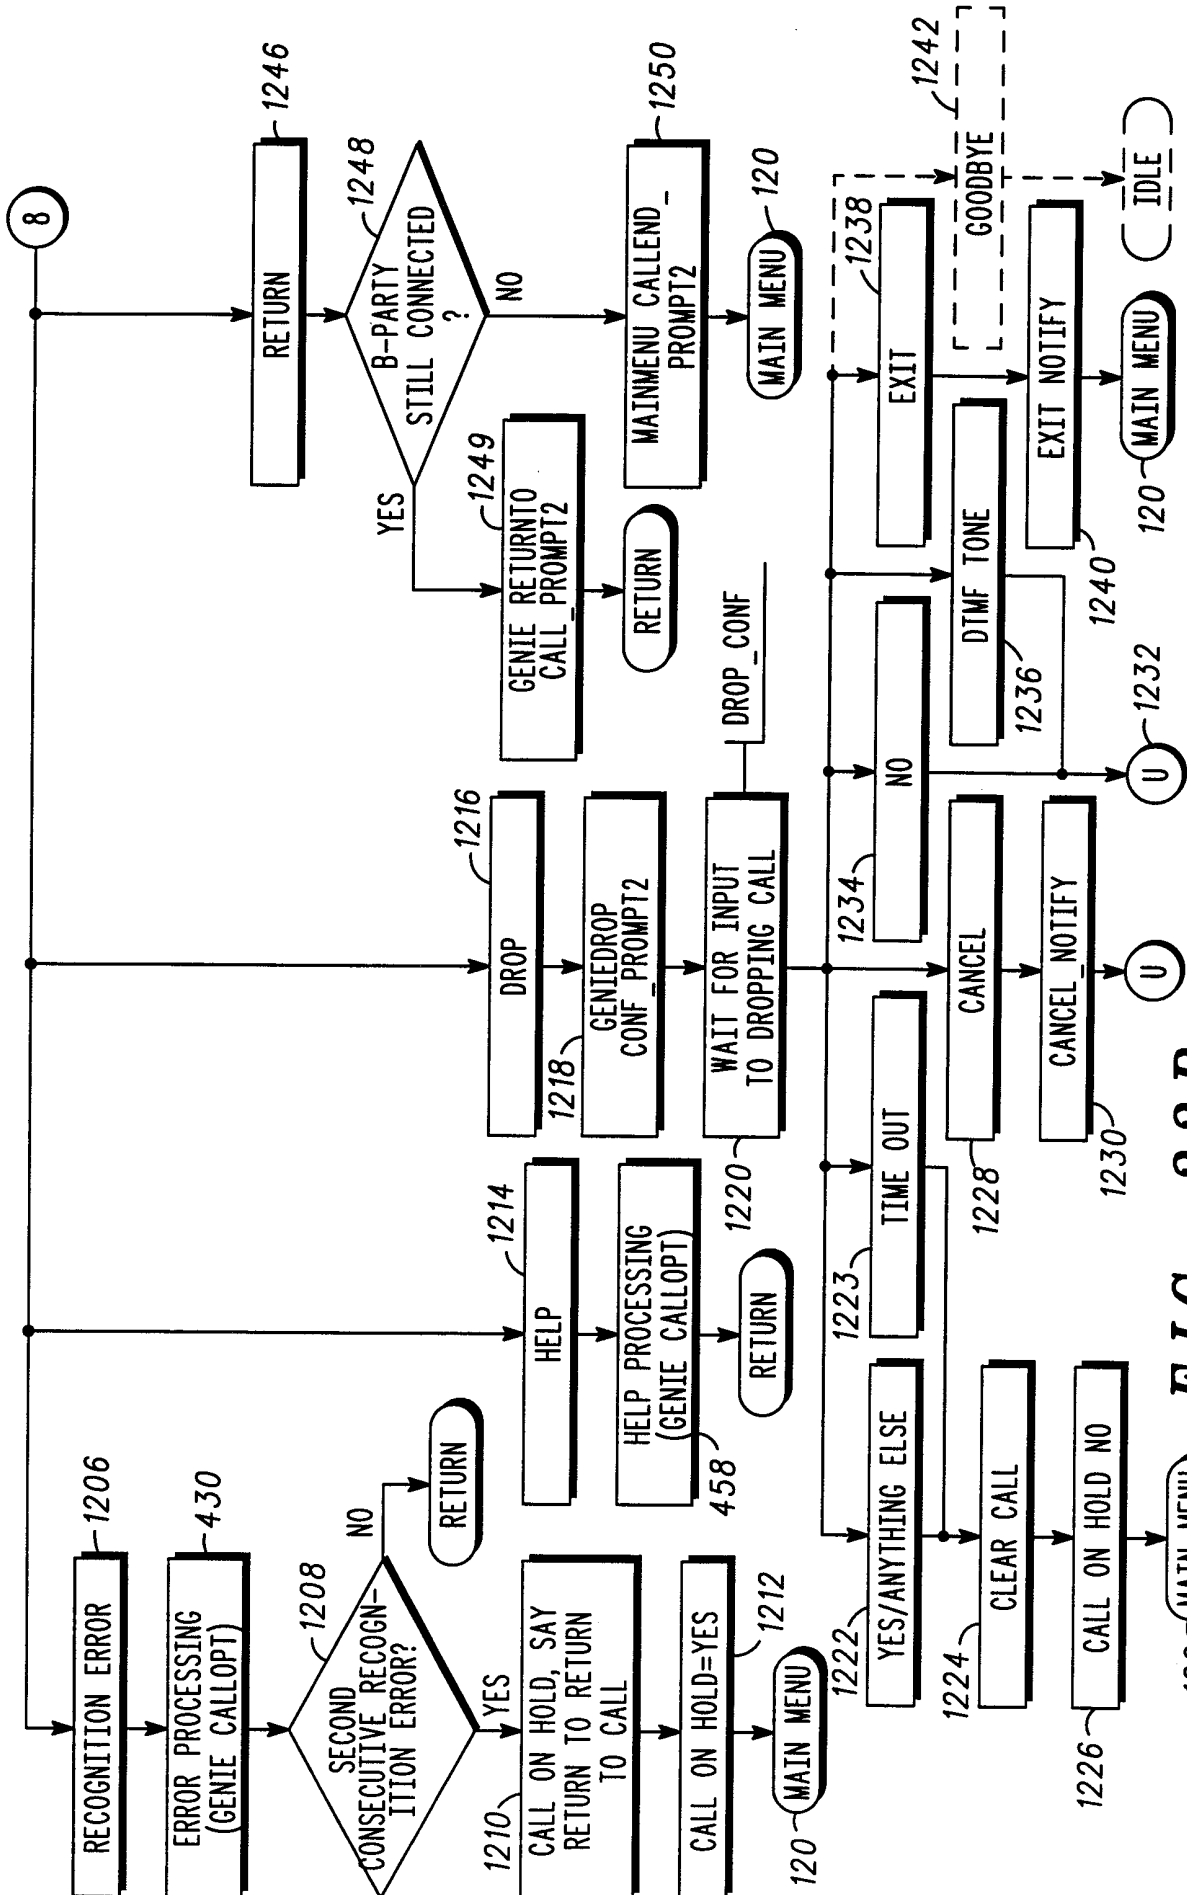 8
RECOGNITION ERROR
1206
ERROR PROCESSING
(GENIE CALLOPT)
430
SECOND
CONSECUTIVE RECOGN-
ITION ERROR?
1208
NO
RETURN
YES
1210
CALL ON HOLD, SAY
RETURN TO RETURN
TO CALL
CALL ON HOLD=YES
1212
120
MAIN MENU
HELP
1214
HELP PROCESSING
(GENIE CALLOPT)
458
RETURN
DROP
1216
1218
GENIEDROP
CONF_PROMPT2
1220
WAIT FOR INPUT
TO DROPPING CALL
DROP_CONF
RETURN
1246
B-PARTY
STILL CONNECTED
?
1248
YES
NO
GENIE RETURNTO
CALL_PROMPT2
1249
RETURN
MAINMENU CALLEND_
PROMPT2
1250
MAIN MENU
120
1222
YES/ANYTHING ELSE
1223
TIME OUT
1224
CLEAR CALL
1226
CALL ON HOLD NO
MAIN MENU
1228
CANCEL
1230
CANCEL_NOTIFY
U
1234
NO
U
1232
1236
DTMF TONE
EXIT
1238
1240
EXIT NOTIFY
120
MAIN MENU
GOODBYE
1242
IDLE